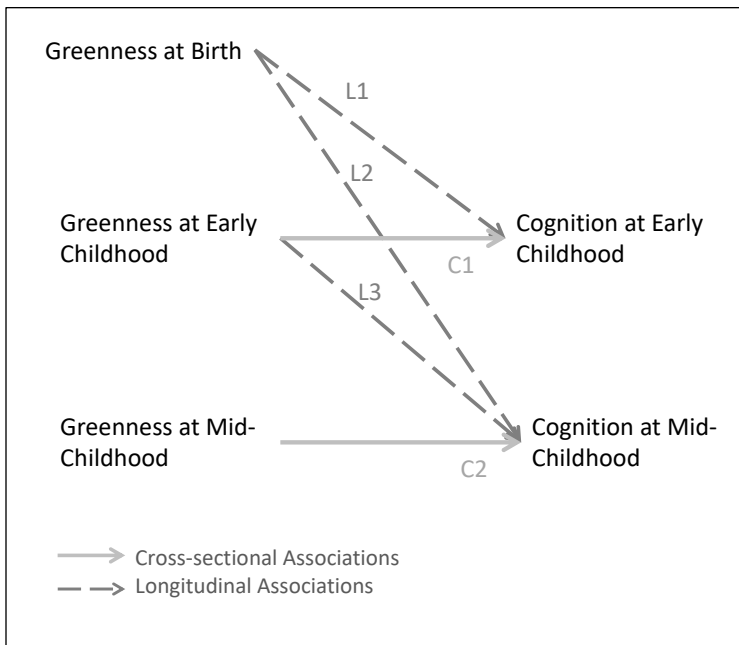 Greenness at Birth
L1
L2
Greenness at Early
Childhood
Cognition at Early
Childhood
C1
L3
Greenness at Mid-
Childhood
Cognition at Mid-
Childhood
C2
Cross-sectional Associations
Longitudinal Associations